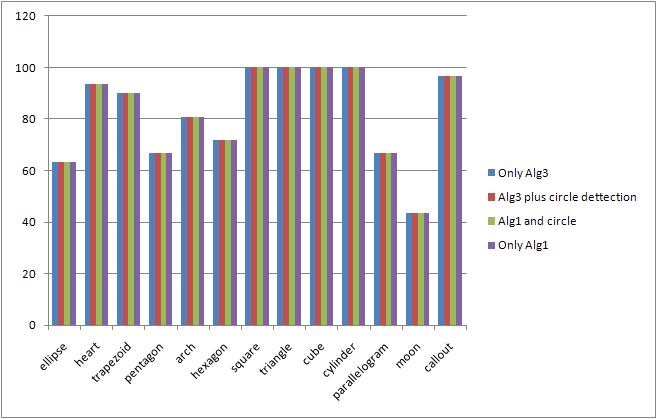 120
100
80
60
40
20
0
ellipse
heart
trapezoid
pentagon
arch
hexagon
square
triangle
cube
cylinder
parallelogram
moon
callout
Only Alg3
Alg3 plus circle dettection
Alg1 and circle
Only Alg1